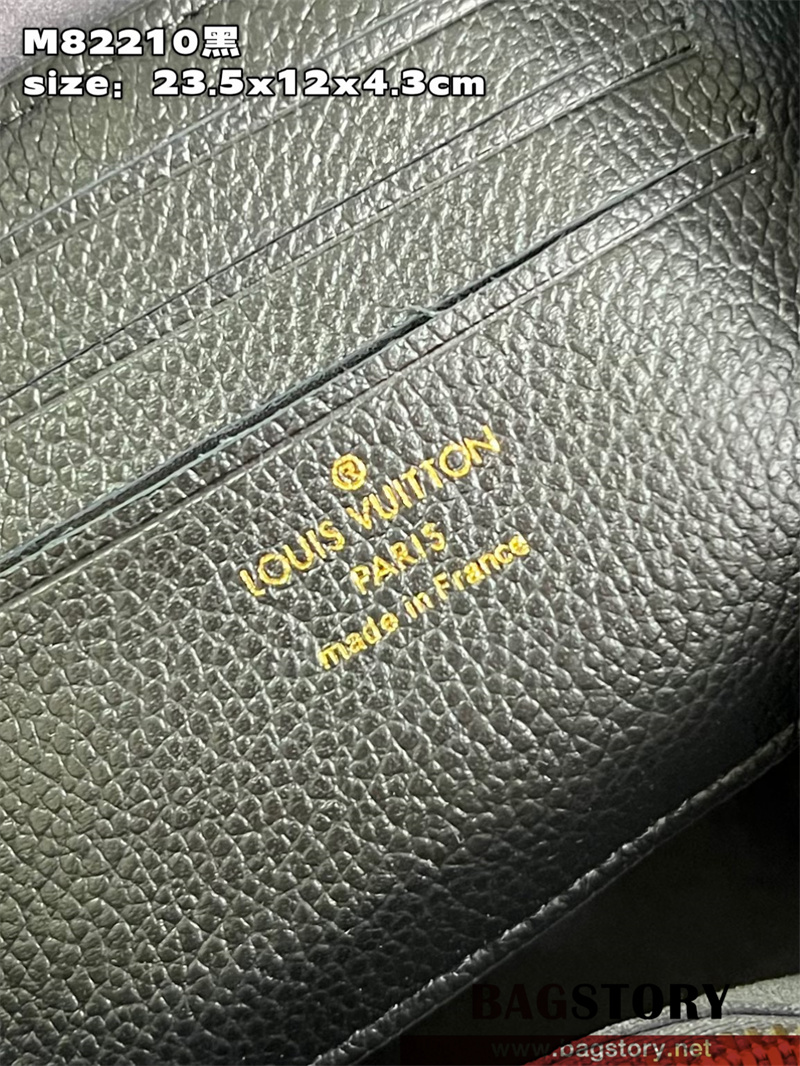 M82210黑
size：23.5x12x4.3cm
®
LOUIS VUITTON
PARIS
made in France
BAGSTORY
www.bagstory.net